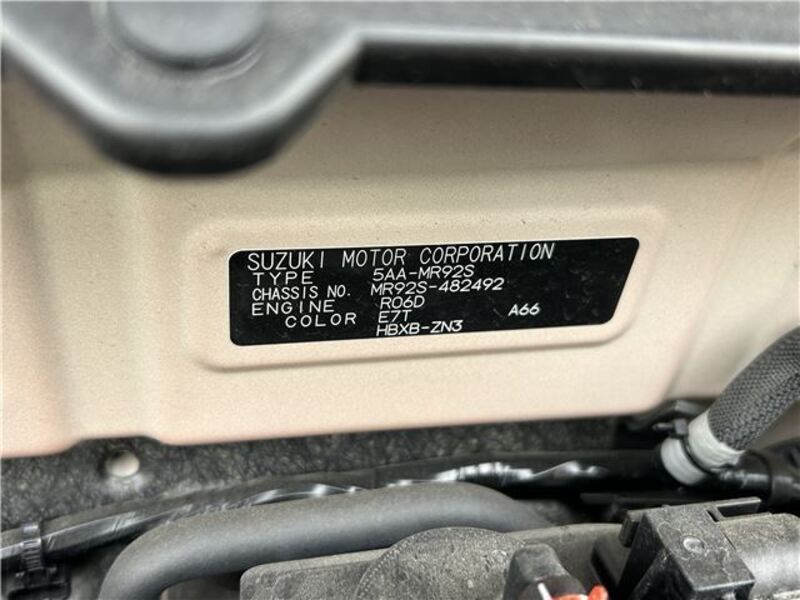 SUZUKI MOTOR CORPORATION
TYPE 5AA-MR92S
CHASSIS NO. MR92S-482492
ENGINE R06D
COLOR E7T A66
HBXB-ZN3